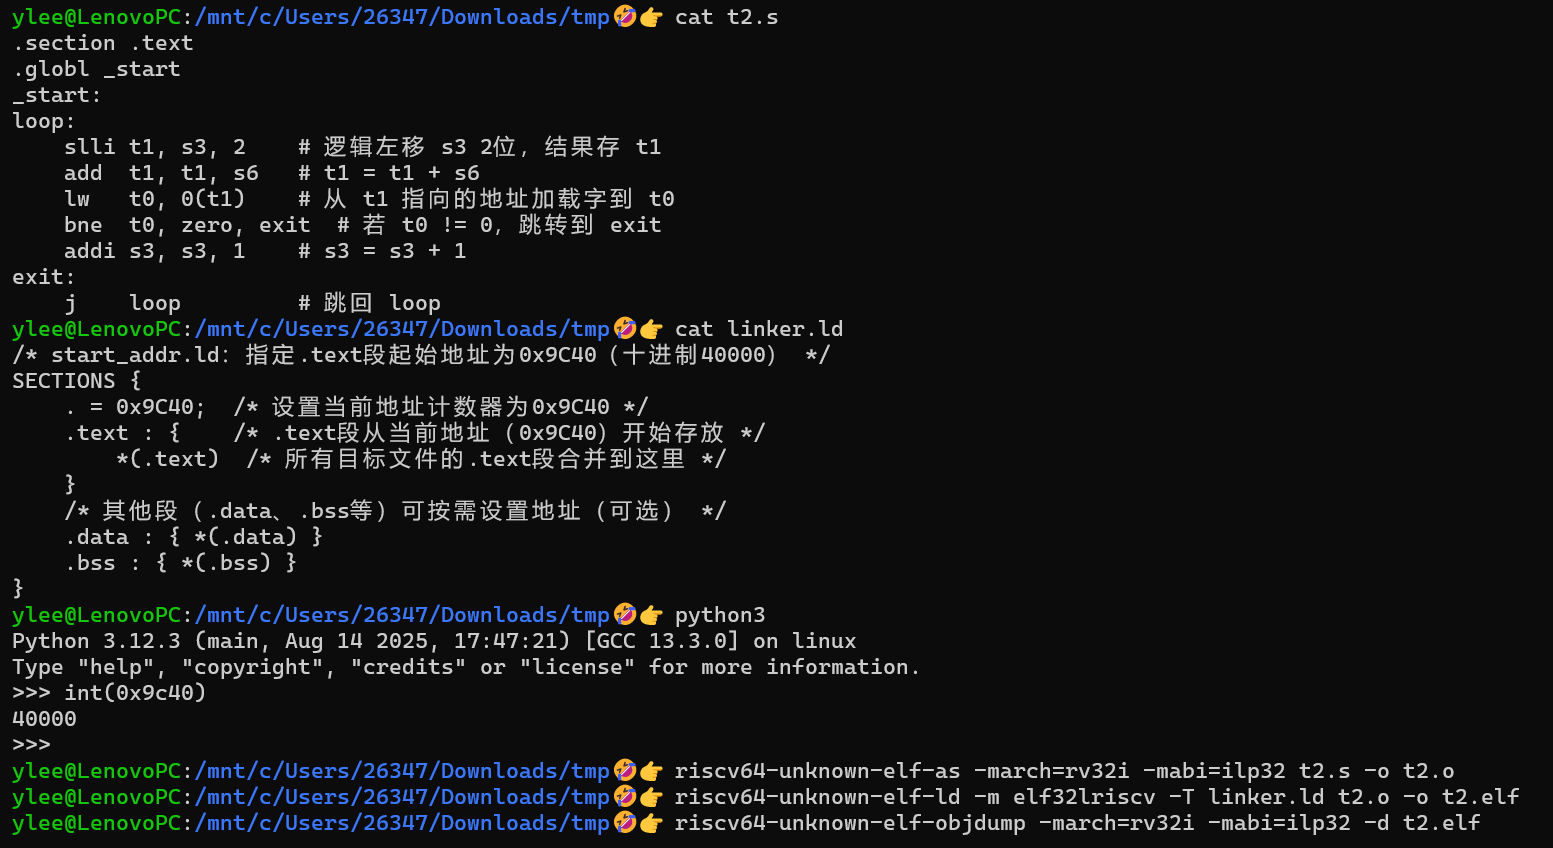 ylee@LenovoPC:/mnt/c/Users/26347/Downloads/tmp🤣👉 cat t2.s
.section .text
.globl _start
_start:
loop:
    slli t1, s3, 2    # 逻辑左移 s3 2位，结果存 t1
    add  t1, t1, s6   # t1 = t1 + s6
    lw   t0, 0(t1)    # 从 t1 指向的地址加载字到 t0
    bne  t0, zero, exit  # 若 t0 != 0，跳转到 exit
    addi s3, s3, 1    # s3 = s3 + 1
exit:
    j    loop         # 跳回 loop
ylee@LenovoPC:/mnt/c/Users/26347/Downloads/tmp🤣👉 cat linker.ld
/* start_addr.ld：指定.text段起始地址为0x9C40（十进制40000） */
SECTIONS {
    . = 0x9C40;  /* 设置当前地址计数器为0x9C40 */
    .text : {    /* .text段从当前地址（0x9C40）开始存放 */
        *(.text)  /* 所有目标文件的.text段合并到这里 */
    }
    /* 其他段（.data、.bss等）可按需设置地址（可选） */
    .data : { *(.data) }
    .bss : { *(.bss) }
}
ylee@LenovoPC:/mnt/c/Users/26347/Downloads/tmp🤣👉 python3
Python 3.12.3 (main, Aug 14 2025, 17:47:21) [GCC 13.3.0] on linux
Type "help", "copyright", "credits" or "license" for more information.
>>> int(0x9c40)
40000
>>>
ylee@LenovoPC:/mnt/c/Users/26347/Downloads/tmp🤣👉 riscv64-unknown-elf-as -march=rv32i -mabi=ilp32 t2.s -o t2.o
ylee@LenovoPC:/mnt/c/Users/26347/Downloads/tmp🤣👉 riscv64-unknown-elf-ld -m elf32lriscv -T linker.ld t2.o -o t2.elf
ylee@LenovoPC:/mnt/c/Users/26347/Downloads/tmp🤣👉 riscv64-unknown-elf-objdump -march=rv32i -mabi=ilp32 -d t2.elf